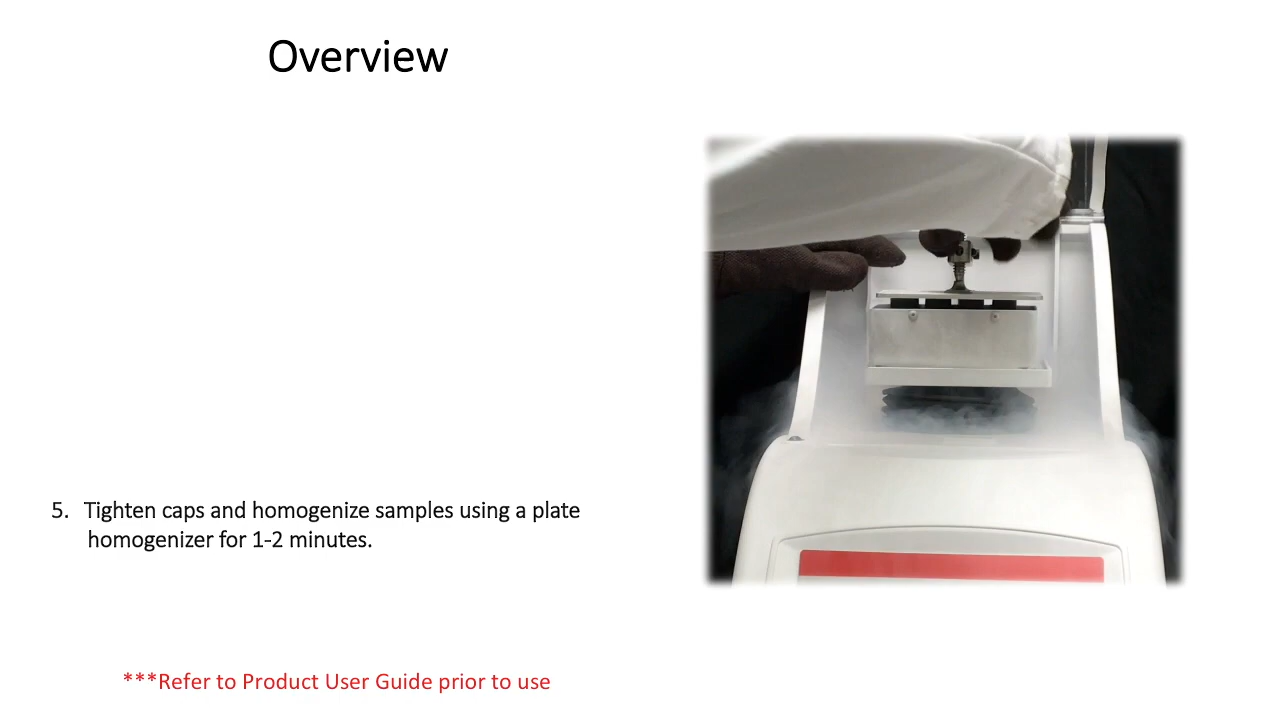 Overview
5. Tighten caps and homogenize samples using a plate
homogenizer for 1-2 minutes.
***Refer to Product User Guide prior to use